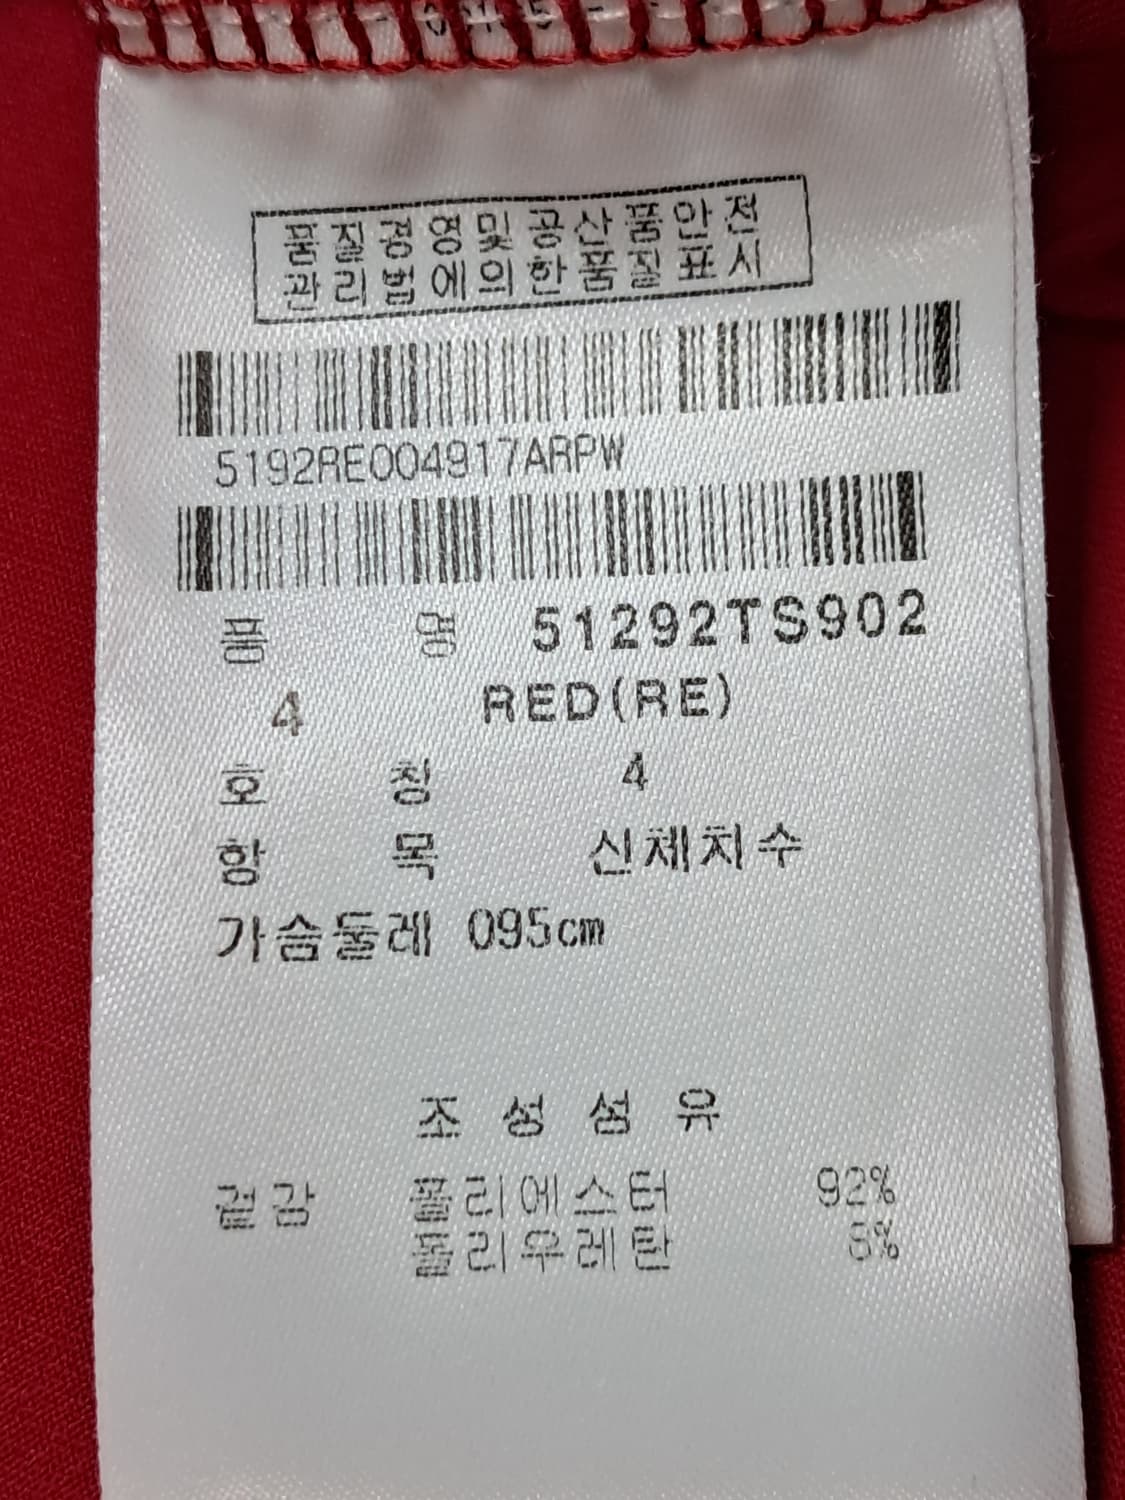 품질경영및공산품안전
관리법에의한품질표시
5192RE004917ARPW
품 명 51292TS902
4 RED(RE)
호 칭 4
항 목 신체치수
가슴둘레 095cm
조성섬유
겉감 폴리에스터 92%
폴리우레탄 8%